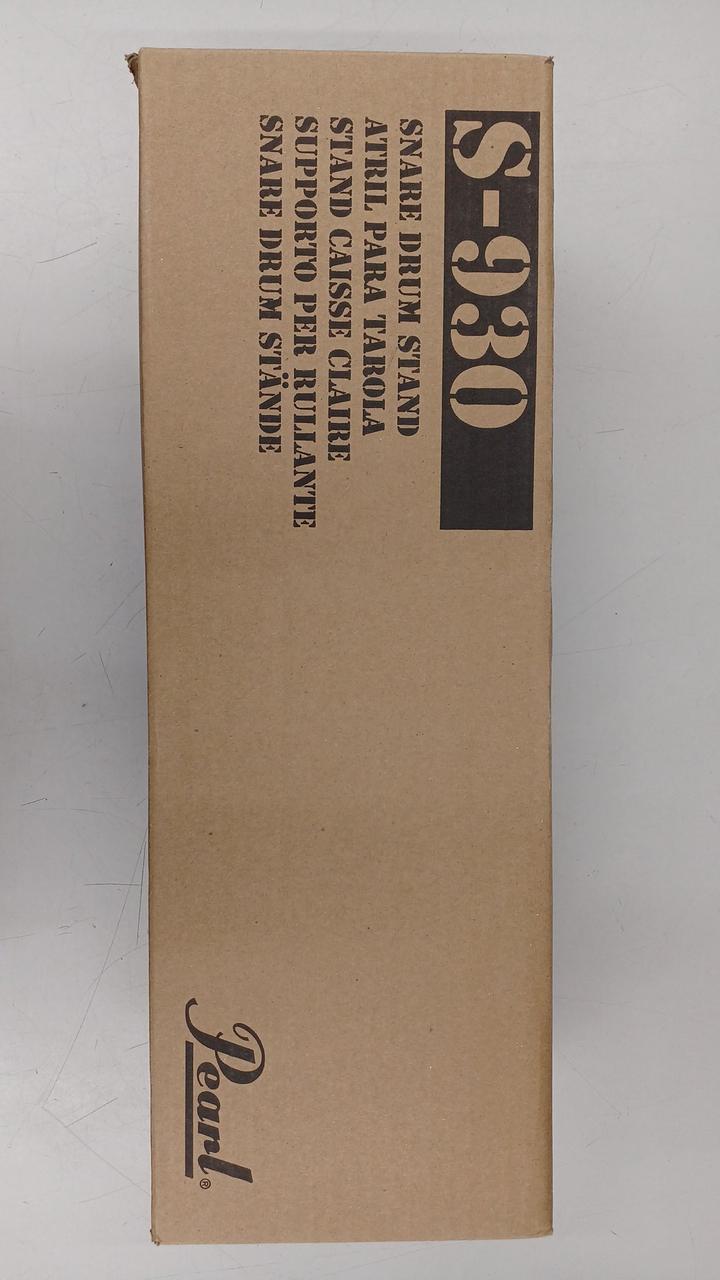 S-930
SNARE DRUM STAND
ATRIL PARA TAROLA
STAND CAISSE CLAIRE
SUPPORTO PER RULLANTE
SNARE DRUM STÄNDE
Pearl®